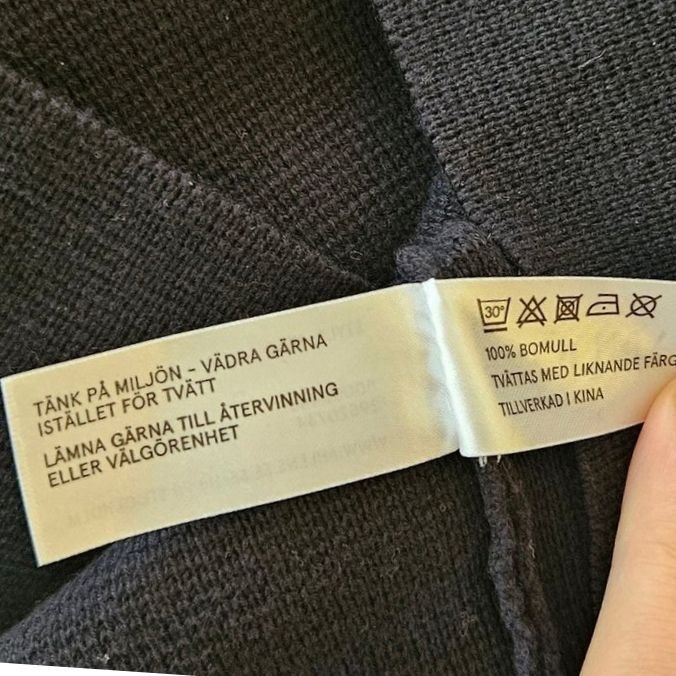 TÄNK PÅ MILJÖN - VÄDRA GÄRNA
ISTÄLLET FÖR TVÄTT
LÄMNA GÄRNA TILL ÅTERVINNING
ELLER VÄLGÖRENHET
30°
100% BOMULL
TVÄTTAS MED LIKNANDE FÄRG
TILLVERKAD I KINA